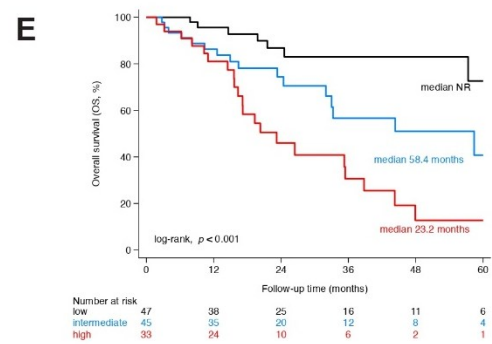 E
100
80
60
40
20
0
Overall survival (OS, %)
median NR
median 58.4 months
median 23.2 months
log-rank, p < 0.001
0 12 24 36 48 60
Follow-up time (months)
Number at risk
low 47 38 25 16 11 6
intermediate 45 35 20 12 8 4
high 33 24 10 6 2 1